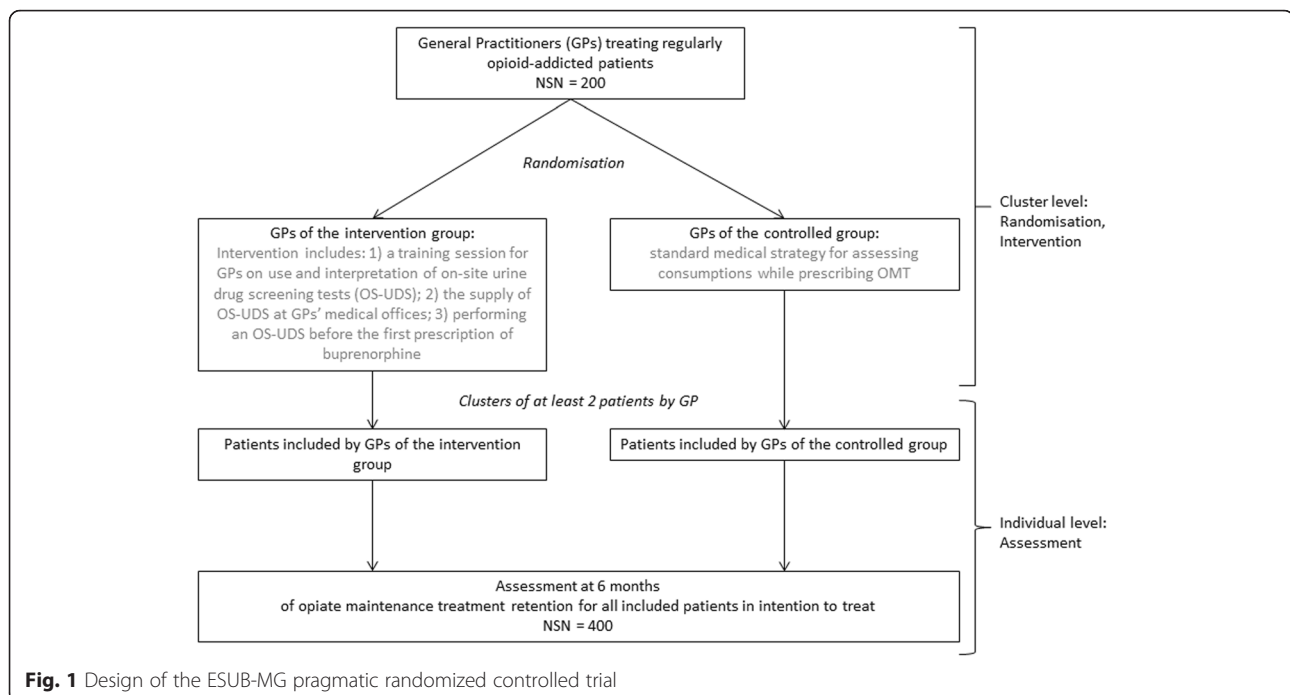 General Practitioners (GPs) treating regularly
opioid-addicted patients
NSN = 200
Randomisation
Cluster level:
Randomisation,
Intervention
GPs of the intervention group:
Intervention includes: 1) a training session for
GPs on use and interpretation of on-site urine
drug screening tests (OS-UDS); 2) the supply of
OS-UDS at GPs' medical offices; 3) performing
an OS-UDS before the first prescription of
buprenorphine
GPs of the controlled group:
standard medical strategy for assessing
consumptions while prescribing OMT
Clusters of at least 2 patients by GP
Patients included by GPs of the intervention
group
Patients included by GPs of the controlled group
Individual level:
Assessment
Assessment at 6 months
of opiate maintenance treatment retention for all included patients in intention to treat
NSN = 400
Fig. 1 Design of the ESUB-MG pragmatic randomized controlled trial